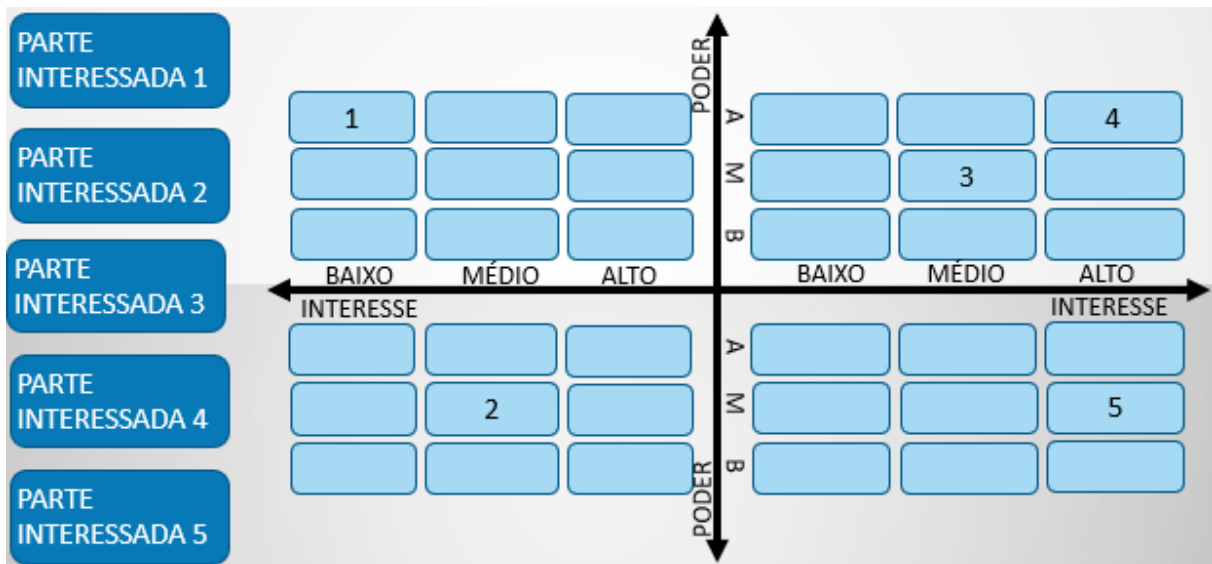 PARTE
INTERESSADA 1
PARTE
INTERESSADA 2
PARTE
INTERESSADA 3
PARTE
INTERESSADA 4
PARTE
INTERESSADA 5
PODER
1
A
4
M
3
B
BAIXO MÉDIO ALTO BAIXO MÉDIO ALTO
INTERESSE INTERESSE
A
2
M
5
B
PODER